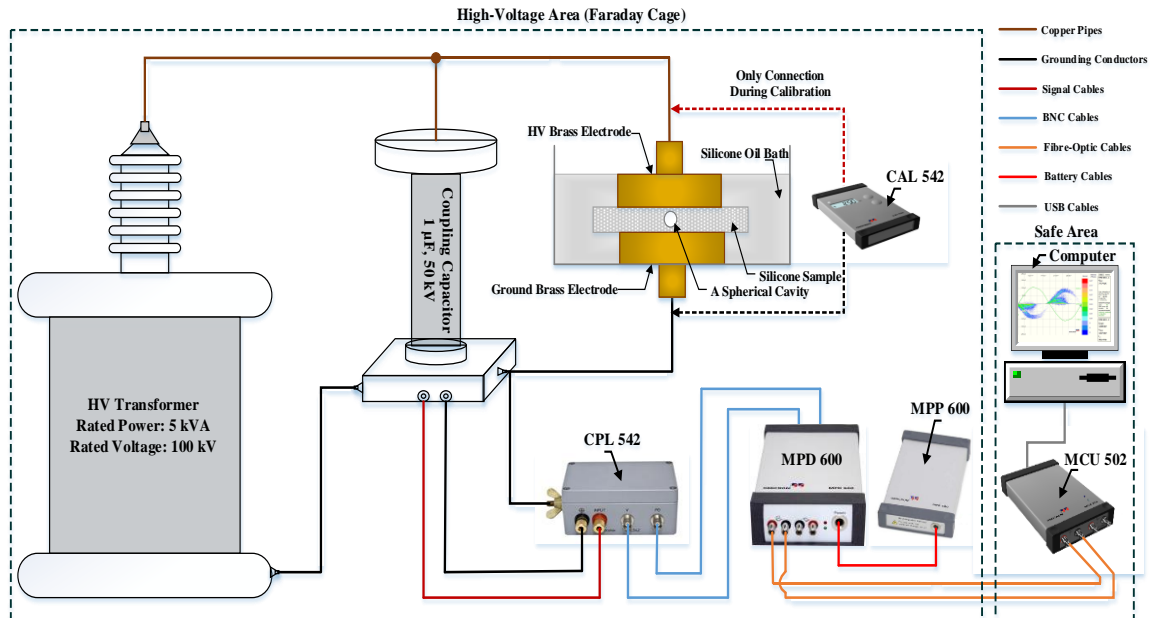 High-Voltage Area (Faraday Cage)
Copper Pipes
Grounding Conductors
Signal Cables
BNC Cables
Fibre-Optic Cables
Battery Cables
USB Cables
Only Connection
During Calibration
HV Brass Electrode
Silicone Oil Bath
CAL 542
Coupling Capacitor
1 µF, 50 kV
Silicone Sample
A Spherical Cavity
Ground Brass Electrode
Safe Area
Computer
HV Transformer
Rated Power: 5 kVA
Rated Voltage: 100 kV
CPL 542
MPD 600
MPP 600
MCU 502
INPUT
V
PD
Power